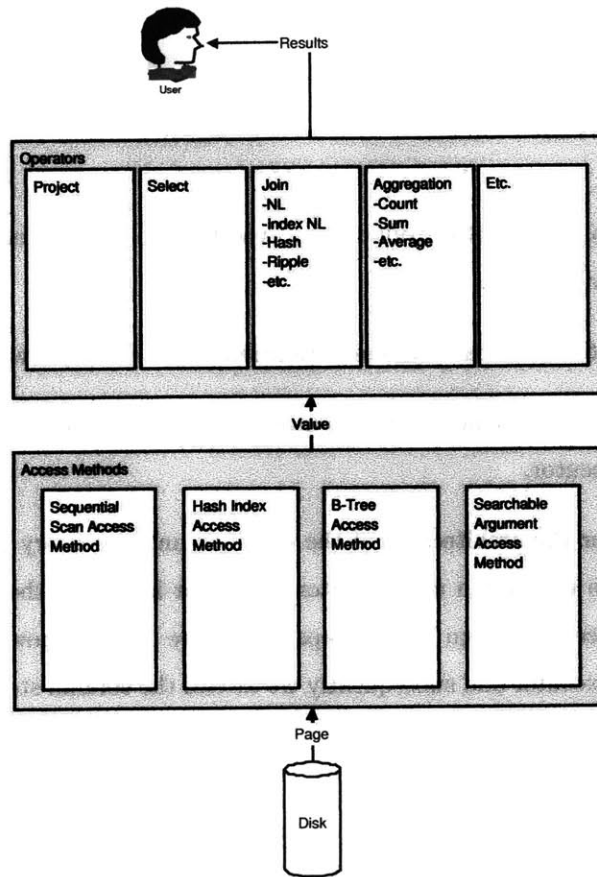 Results
User
Operators
Project
Select
Join
-NL
-Index NL
-Hash
-Ripple
-etc.
Aggregation
-Count
-Sum
-Average
-etc.
Etc.
Value
Access Methods
Sequential
Scan Access
Method
Hash Index
Access
Method
B-Tree
Access
Method
Searchable
Argument
Access
Method
Page
Disk